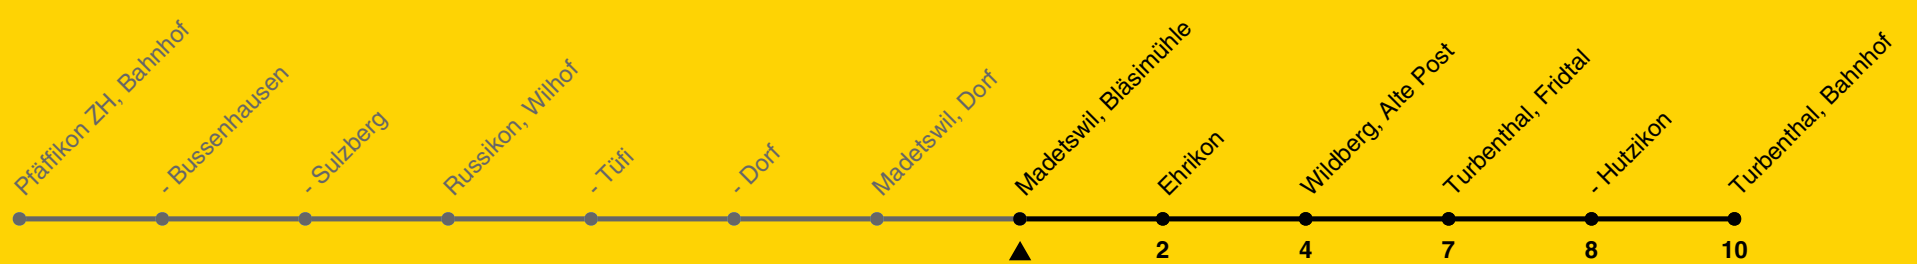 Pfäffikon ZH, Bahnhof
- Bussenhausen
- Sulzberg
Russikon, Wilhof
- Tüfi
- Dorf
Madetswil, Dorf
Madetswil, Bläsimühle
Ehrikon
Wildberg, Alte Post
Turbenthal, Fridtal
- Hutzikon
Turbenthal, Bahnhof
2
4
7
8
10